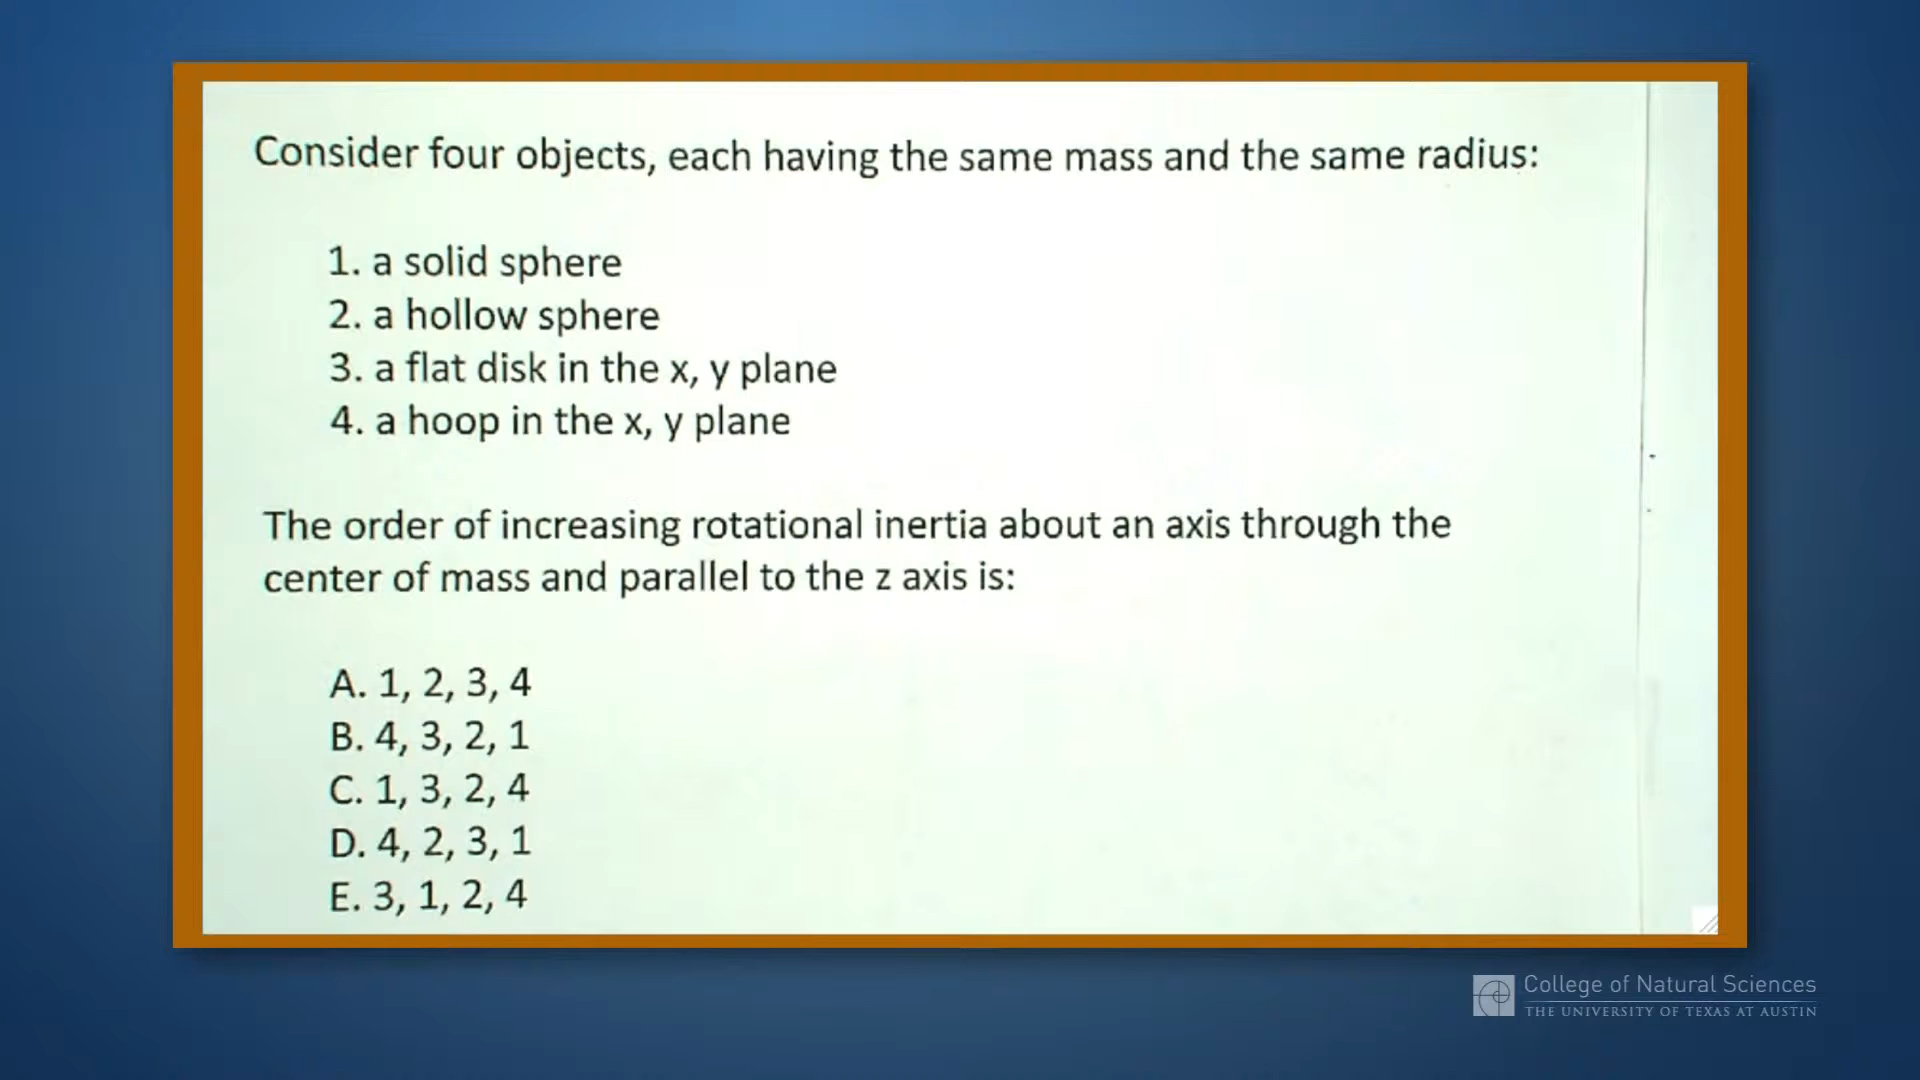 Consider four objects, each having the same mass and the same radius:
1. a solid sphere
2. a hollow sphere
3. a flat disk in the x, y plane
4. a hoop in the x, y plane
The order of increasing rotational inertia about an axis through the
center of mass and parallel to the z axis is:
A. 1, 2, 3, 4
B. 4, 3, 2, 1
C. 1, 3, 2, 4
D. 4, 2, 3, 1
E. 3, 1, 2, 4
College of Natural Sciences
THE UNIVERSITY OF TEXAS AT AUSTIN